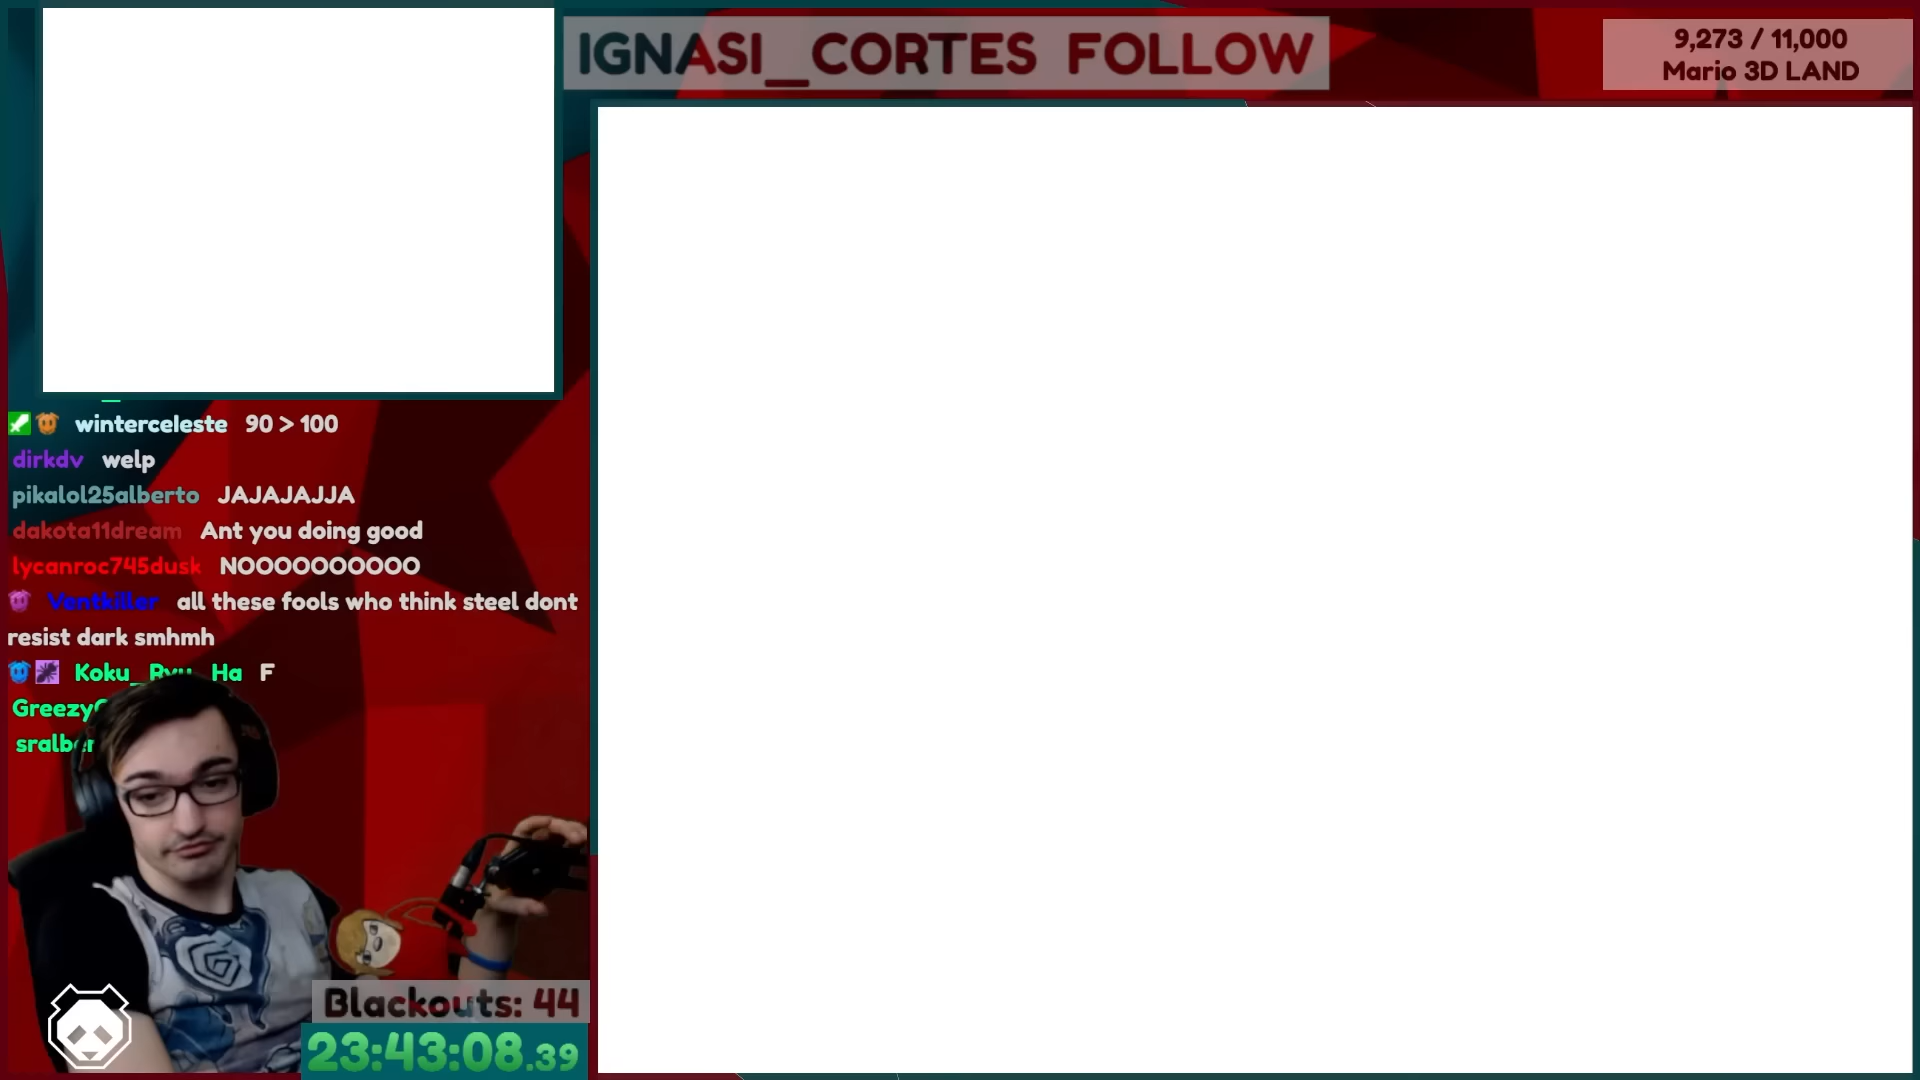 IGNASI_CORTES FOLLOW
9,273 / 11,000
Mario 3D LAND
winterceleste 90 > 100
dirkdv welp
pikalol25alberto JAJAJAJJA
dakota11dream Ant you doing good
lycanroc745dusk NOOOOOOOOOO
Ventkiller all these fools who think steel dont
resist dark smhmh
Koku_Ryu_Ha F
Blackouts: 44
23:43:08.39